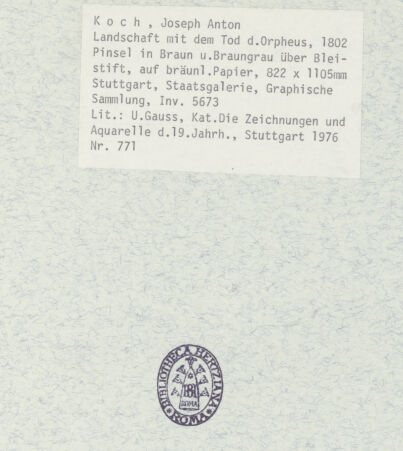 K o c h , Joseph Anton
Landschaft mit dem Tod d.Orpheus, 1802
Pinsel in Braun u.Braungrau über Blei-
stift, auf bräunl.Papier, 822 x 1105mm
Stuttgart, Staatsgalerie, Graphische
Sammlung, Inv. 5673
Lit.: U.Gauss, Kat.Die Zeichnungen und
Aquarelle d.19.Jahrh., Stuttgart 1976
Nr. 771
BIBLIOTHECA HERTZIANA
ROMA